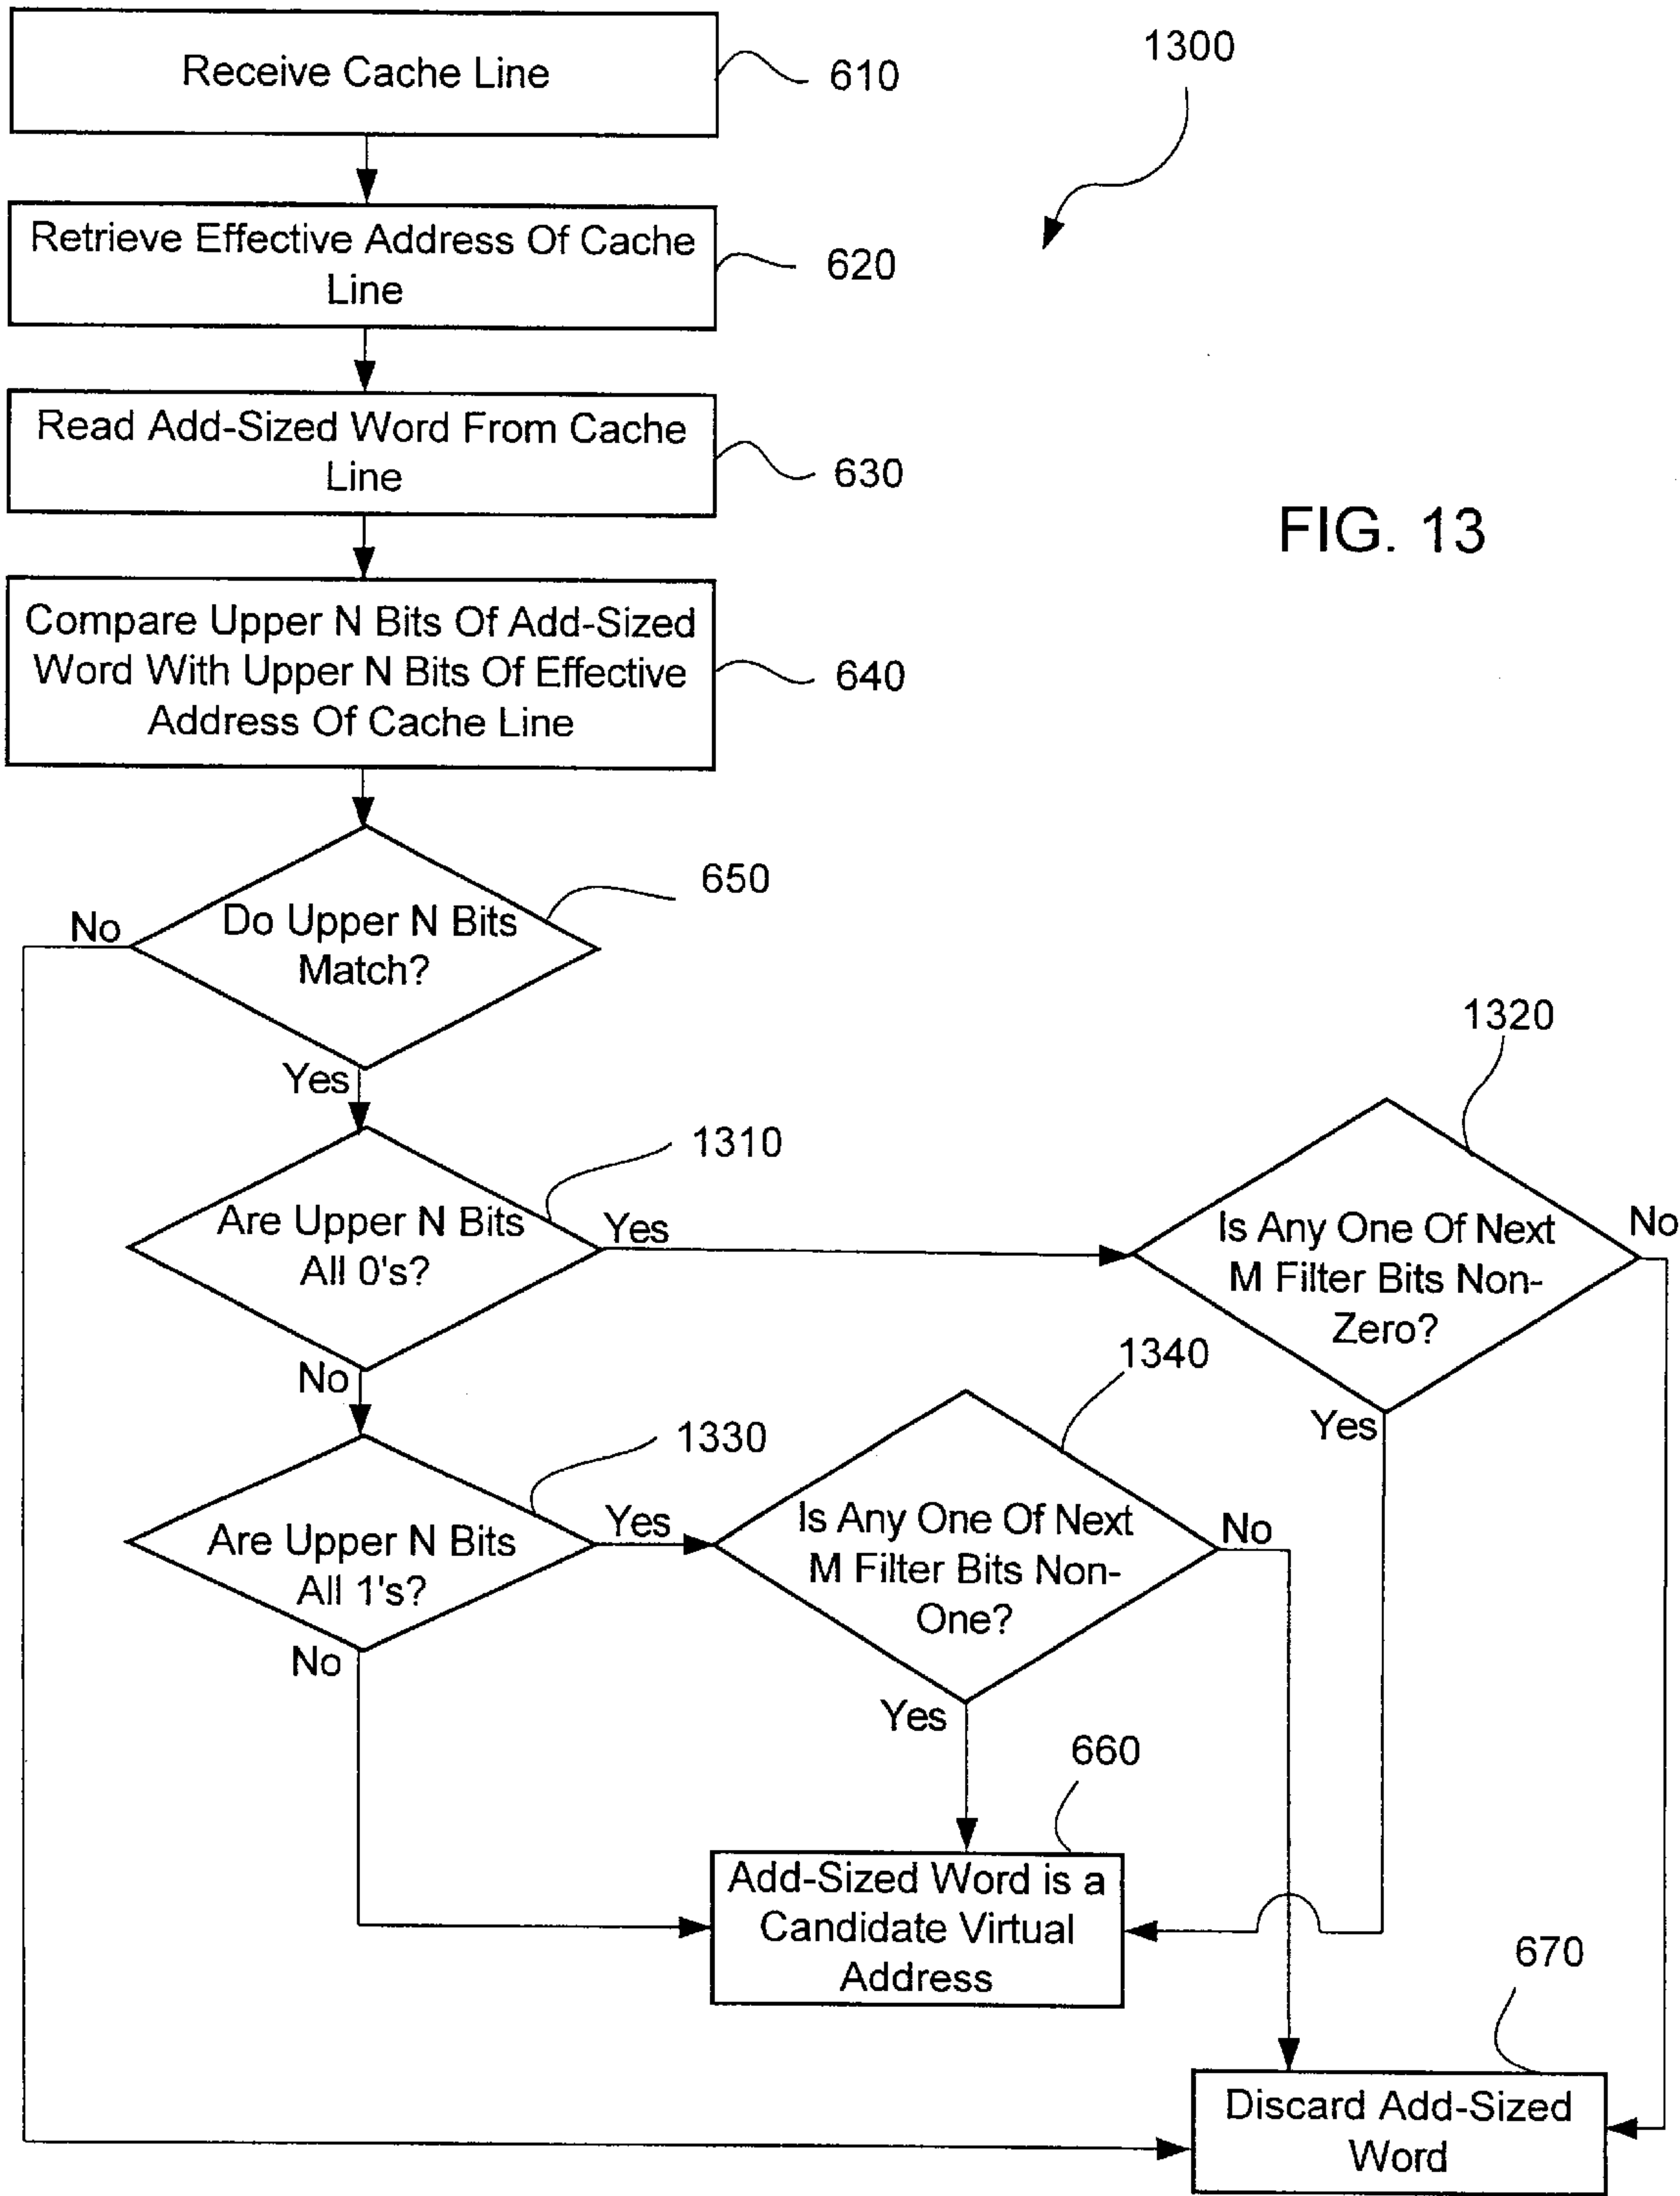 Receive Cache Line
610
1300
Retrieve Effective Address Of Cache
Line
620
Read Add-Sized Word From Cache
Line
630
FIG. 13
Compare Upper N Bits Of Add-Sized
Word With Upper N Bits Of Effective
Address Of Cache Line
640
Do Upper N Bits
Match?
650
No
Yes
Are Upper N Bits
All 0's?
1310
Yes
No
Is Any One Of Next
M Filter Bits Non-
Zero?
1320
No
Yes
Are Upper N Bits
All 1's?
1330
Yes
No
Is Any One Of Next
M Filter Bits Non-
One?
1340
No
Yes
Add-Sized Word is a
Candidate Virtual
Address
660
Discard Add-Sized
Word
670